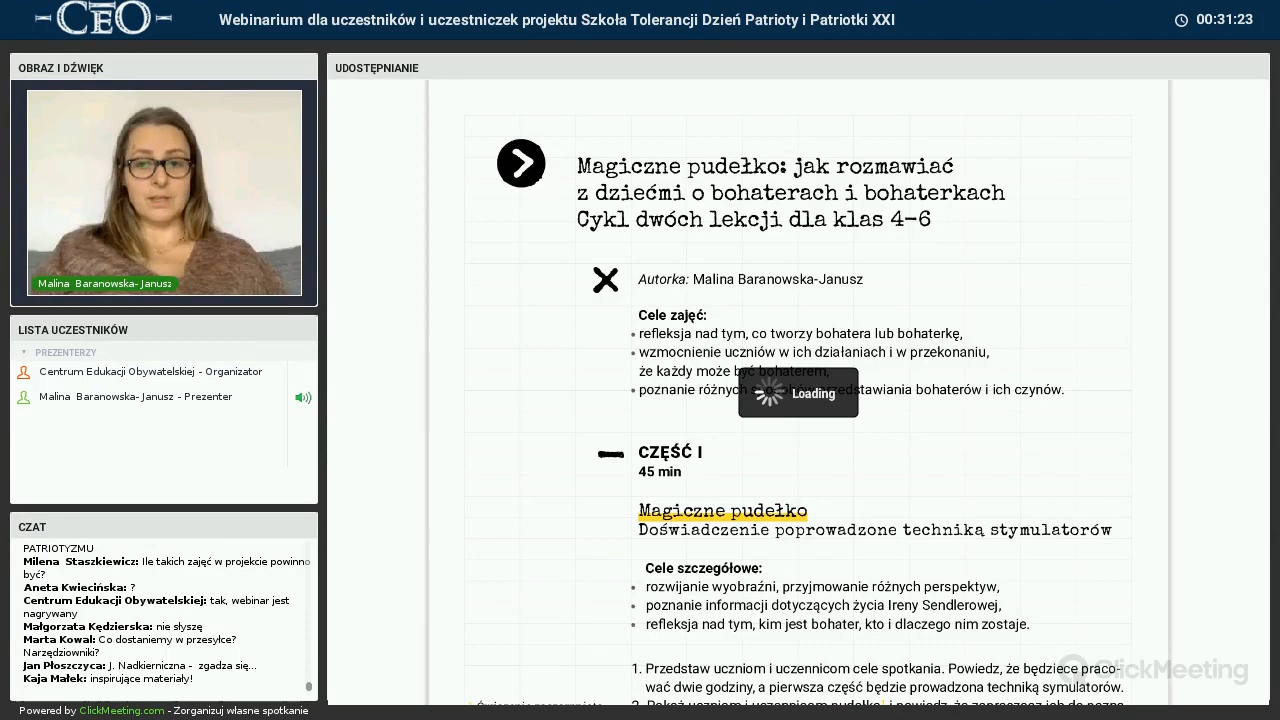 CEO
Webinarium dla uczestników i uczestniczek projektu Szkoła Tolerancji Dzień Patrioty i Patriotki XXI
00:31:23
OBRAZ I DŹWIĘK
Malina Baranowska-Janusz
LISTA UCZESTNIKÓW
PREZENTERZY
Centrum Edukacji Obywatelskiej - Organizator
Malina Baranowska-Janusz - Prezenter
CZAT
PATRIOTYZMU
Milena Staszkiewicz: Ile takich zajęć w projekcie powinno
być?
Aneta Kwiecińska: ?
Centrum Edukacji Obywatelskiej: tak, webinar jest
nagrywany
Małgorzata Kędzierska: nie słyszę
Marta Kowal: Co dostaniemy w przesyłce?
Narzędziowniki?
Jan Płoszczyca: J. Nadkierniczna - zgadza się...
Kaja Małek: inspirujące materiały!
Powered by ClickMeeting.com - Zorganizuj własne spotkanie
UDOSTĘPNIANIE
Magiczne pudełko: jak rozmawiać
z dziećmi o bohaterach i bohaterkach
Cykl dwóch lekcji dla klas 4-6
Autorka: Malina Baranowska-Janusz
Cele zajęć:
• refleksja nad tym, co tworzy bohatera lub bohaterkę,
• wzmocnienie uczniów w ich działaniach i w przekonaniu,
że każdy może być bohaterem,
• poznanie różnych sposobów przedstawiania bohaterów i ich czynów.
Loading
CZĘŚĆ I
45 min
Magiczne pudełko
Doświadczenie poprowadzone techniką stymulatorów
Cele szczegółowe:
• rozwijanie wyobraźni, przyjmowanie różnych perspektyw,
• poznanie informacji dotyczących życia Ireny Sendlerowej,
• refleksja nad tym, kim jest bohater, kto i dlaczego nim zostaje.
1. Przedstaw uczniom i uczennicom cele spotkania. Powiedz, że będziecie praco-
wać dwie godziny, a pierwsza część będzie prowadzona techniką symulatorów.
ClickMeeting